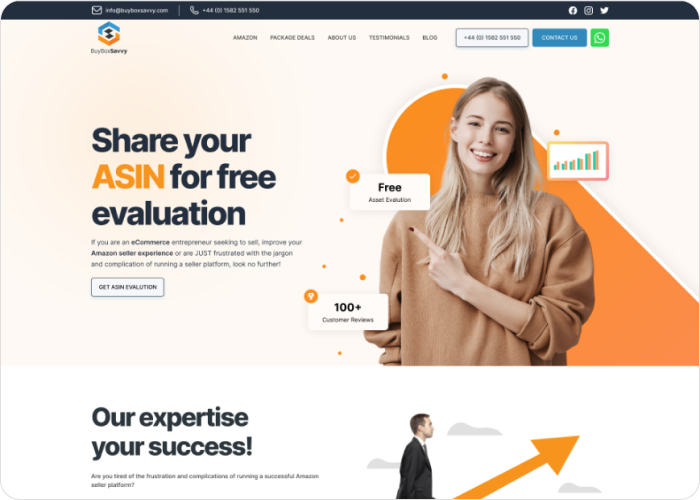 info@buyboxsavvy.com
+44 (0) 1582 551 550
BuyBoxSavvy
AMAZON
PACKAGE DEALS
ABOUT US
TESTIMONIALS
BLOG
+44 (0) 1582 551 550
CONTACT US
Share your
ASIN for free
evaluation
If you are an eCommerce entrepreneur seeking to sell, improve your
Amazon seller experience or are JUST frustrated with the jargon
and complication of running a seller platform, look no further!
GET ASIN EVALUTION
Free
Asset Evalution
100+
Customer Reviews
Our expertise
your success!
Are you tired of the frustration and complications of running a successful Amazon
seller platform?